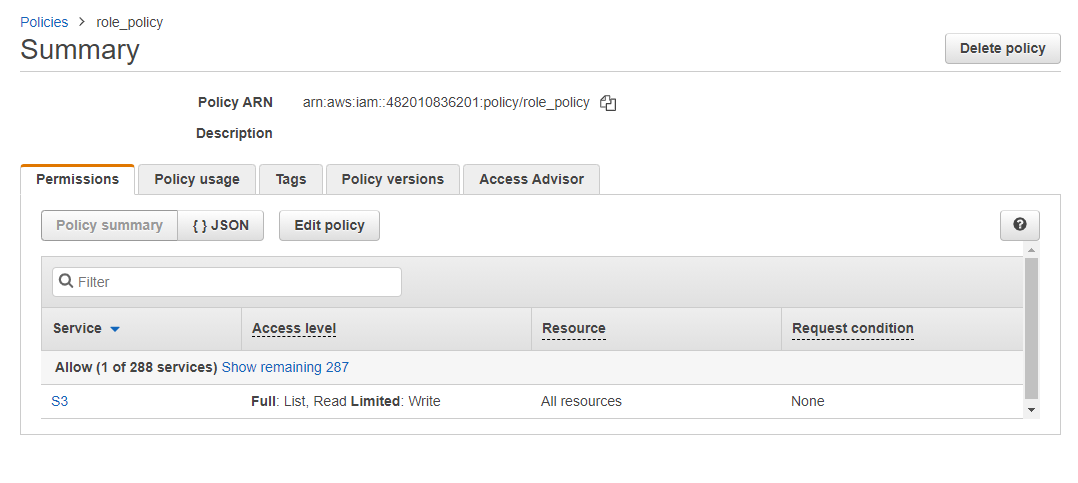 Policies > role_policy
Summary
Delete policy
Policy ARN arn:aws:iam::482010836201:policy/role_policy
Description
Permissions Policy usage Tags Policy versions Access Advisor
Policy summary { } JSON Edit policy
Filter
Service Access level Resource Request condition
Allow (1 of 288 services) Show remaining 287
S3 Full: List, Read Limited: Write All resources None